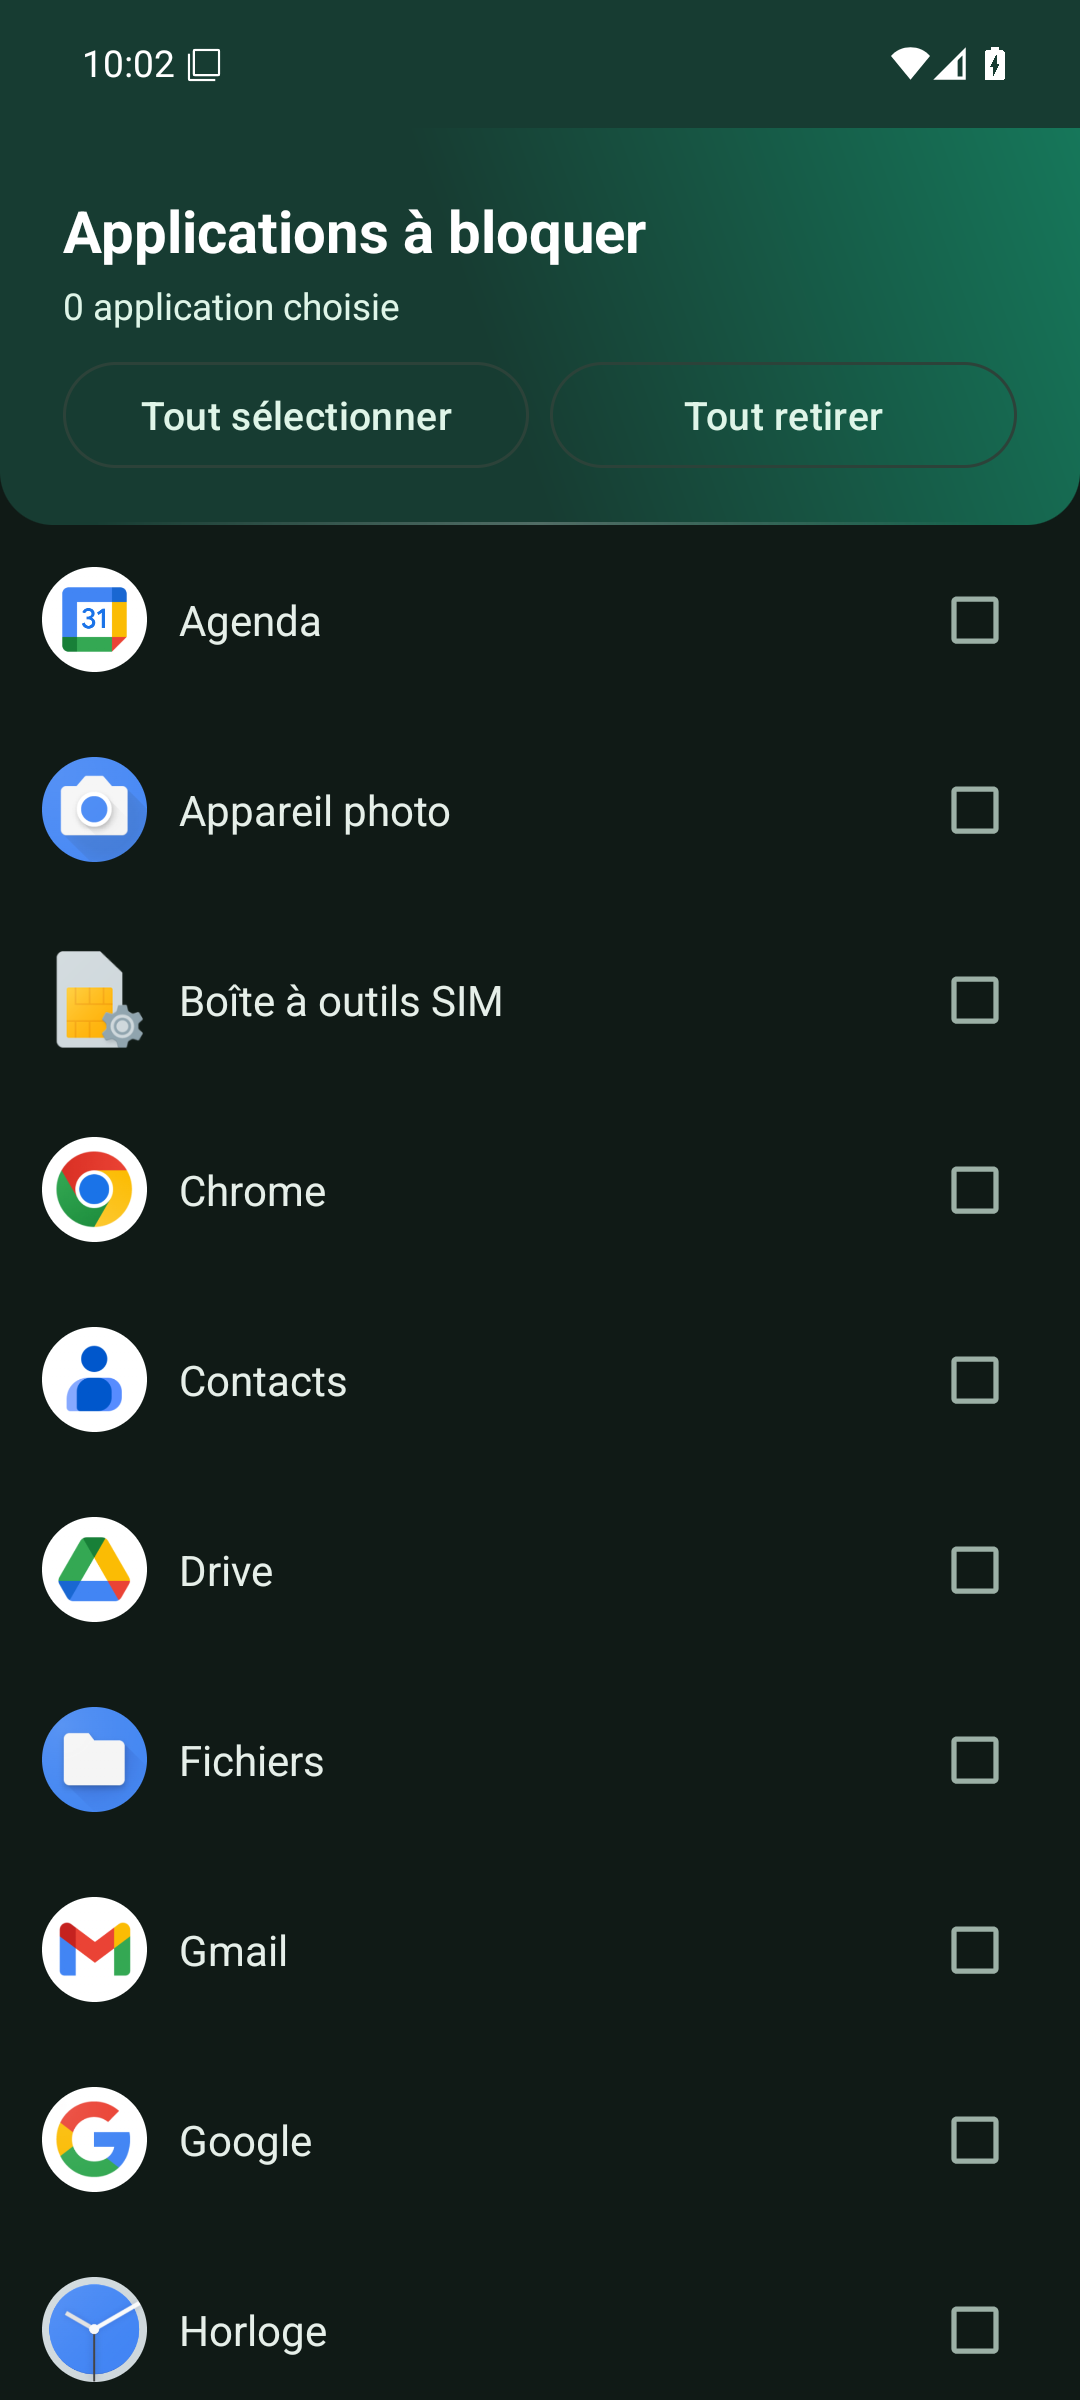 10:02
Applications à bloquer
0 application choisie
Tout sélectionner
Tout retirer
31
Agenda
Appareil photo
Boîte à outils SIM
Chrome
Contacts
Drive
Fichiers
Gmail
Google
Horloge